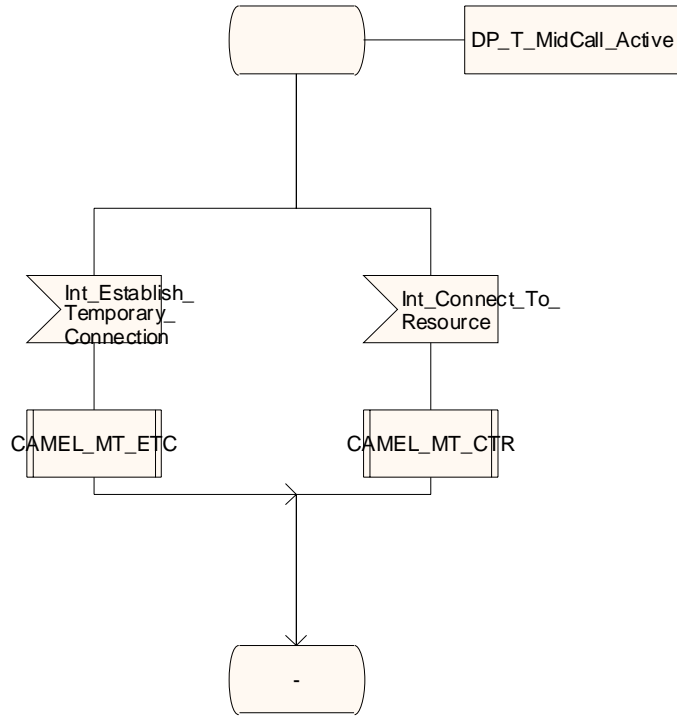 DP_T_MidCall_Active
Int_Establish_
Temporary_
Connection
Int_Connect_To_
Resource
CAMEL_MT_ETC
CAMEL_MT_CTR
-